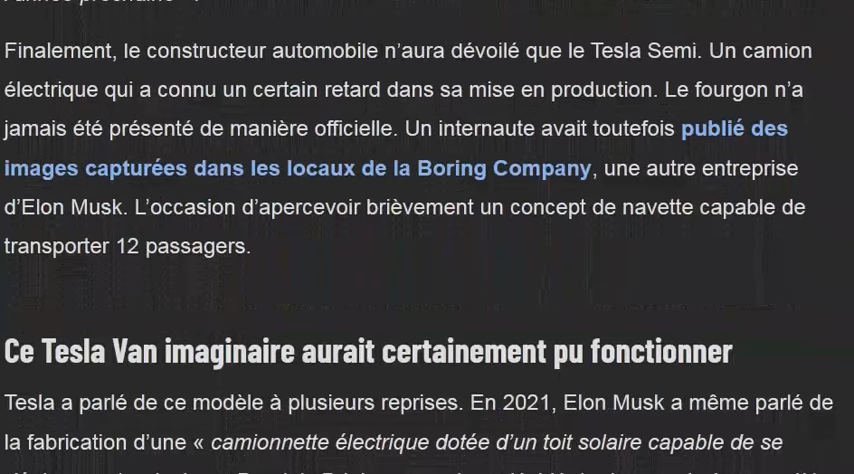 Finalement, le constructeur automobile n'aura dévoilé que le Tesla Semi. Un camion
électrique qui a connu un certain retard dans sa mise en production. Le fourgon n'a
jamais été présenté de manière officielle. Un internaute avait toutefois publié des
images capturées dans les locaux de la Boring Company, une autre entreprise
d'Elon Musk. L'occasion d'apercevoir brièvement un concept de navette capable de
transporter 12 passagers.
Ce Tesla Van imaginaire aurait certainement pu fonctionner
Tesla a parlé de ce modèle à plusieurs reprises. En 2021, Elon Musk a même parlé de
la fabrication d'une « camionnette électrique dotée d'un toit solaire capable de se